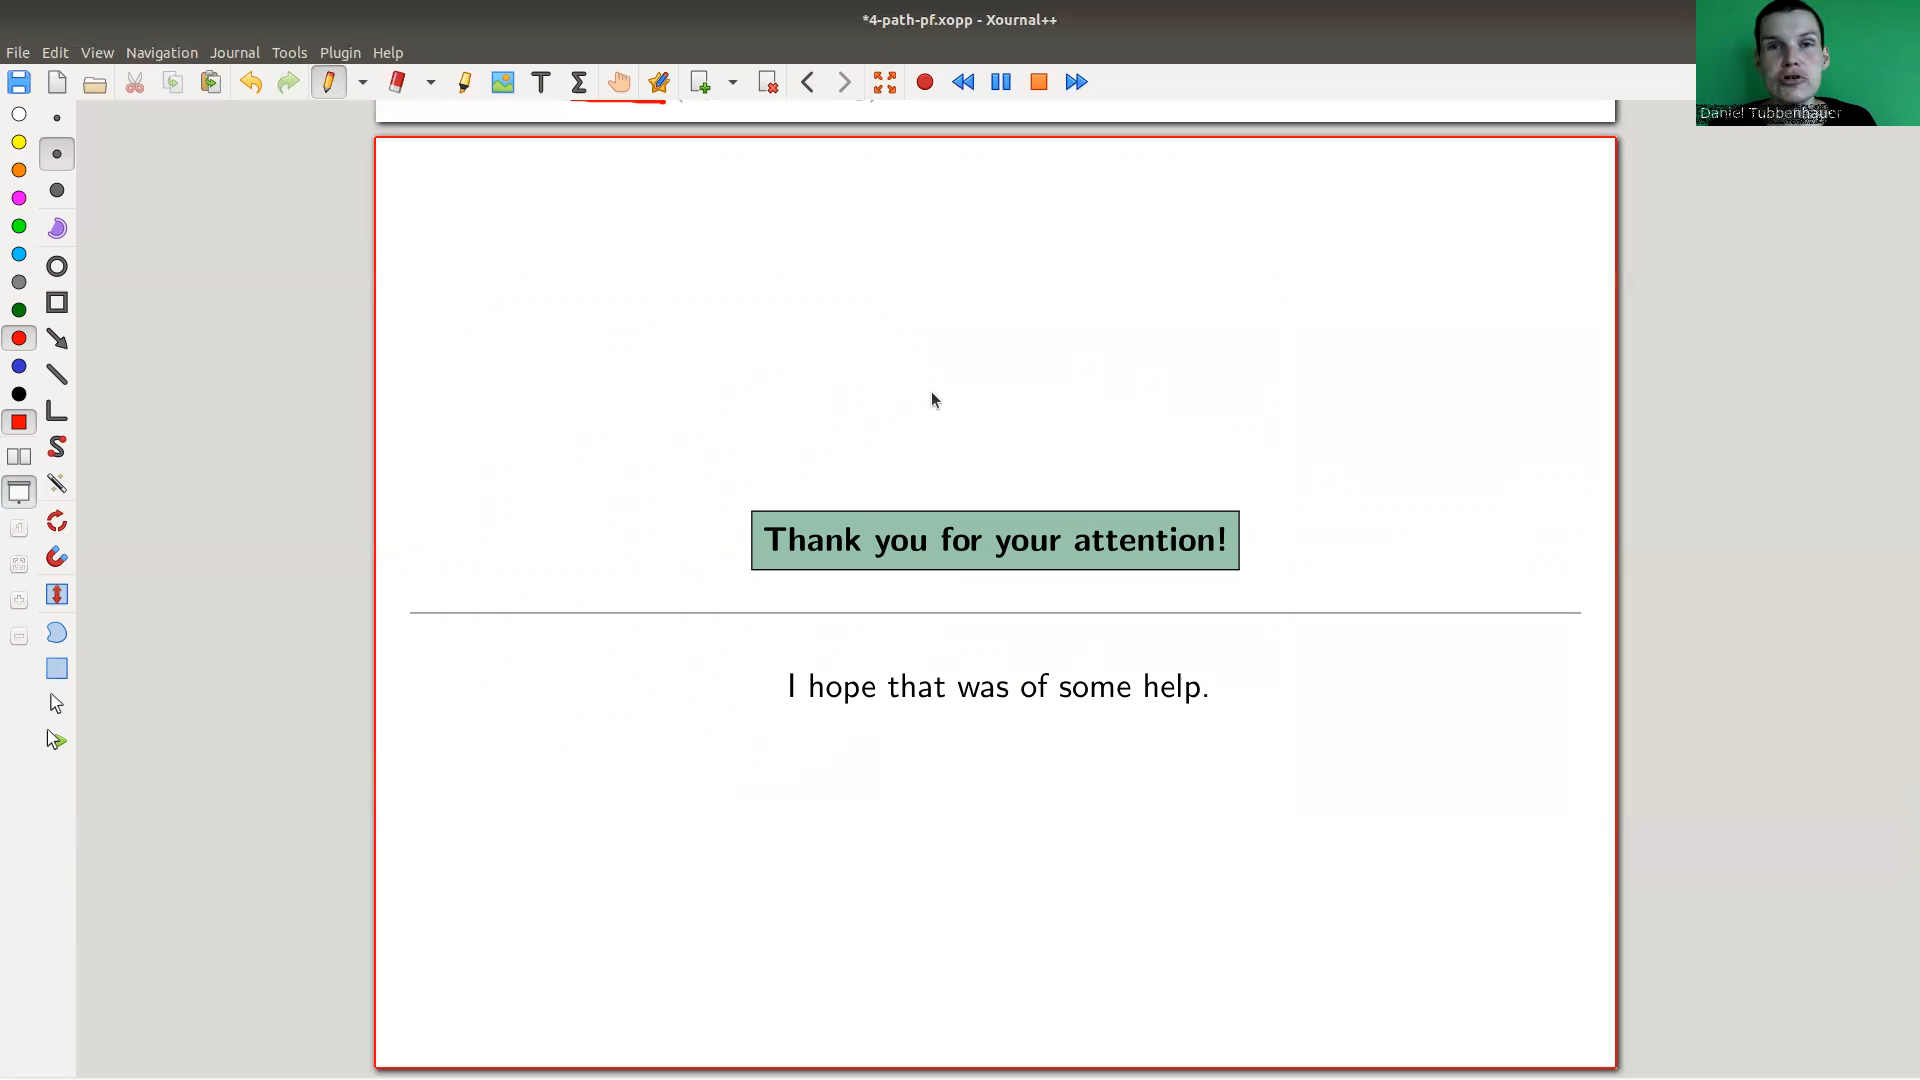 *4-path-pf.xopp - Xournal++
File Edit View Navigation Journal Tools Plugin Help
Daniel Tubbenhauer
Thank you for your attention!
I hope that was of some help.